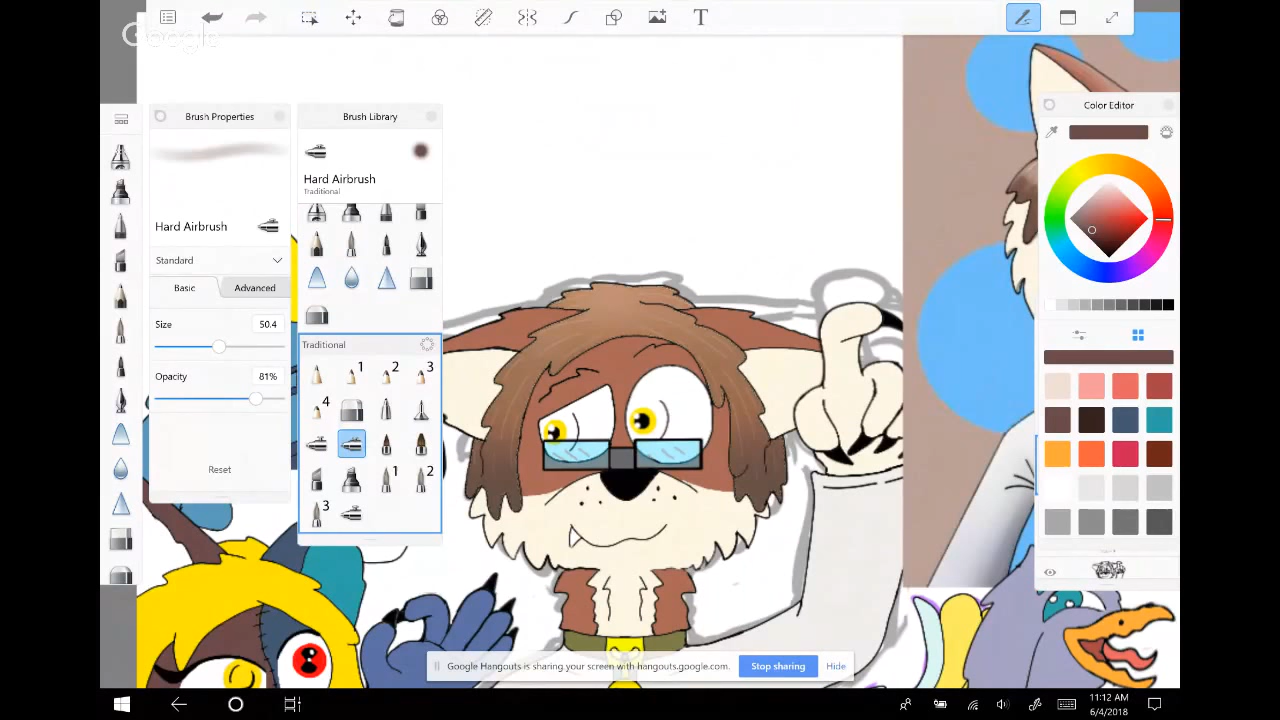 T
Google
Brush Properties
Brush Library
Color Editor
Hard Airbrush
Traditional
Hard Airbrush
Standard
Basic
Advanced
Size
50.4
Opacity
81%
Reset
Traditional
1
2
3
4
1
2
3
Google Hangouts is sharing your screen with hangouts.google.com.
Stop sharing
Hide
11:12 AM
6/4/2018